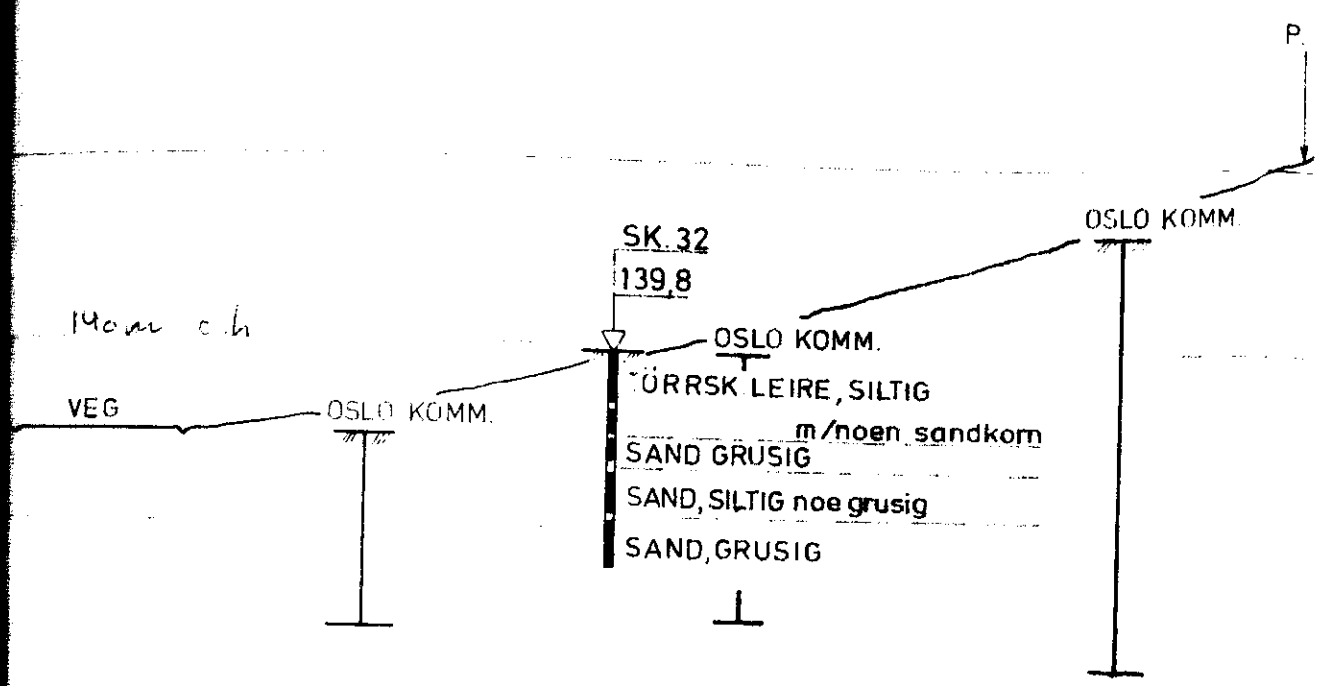 P.
OSLO KOMM.
SK. 32
139,8
OSLO KOMM.
VEG
OSLO KOMM.
TÖRRSK. LEIRE, SILTIG
m/noen sandkorn
SAND GRUSIG
SAND, SILTIG noe grusig
SAND, GRUSIG